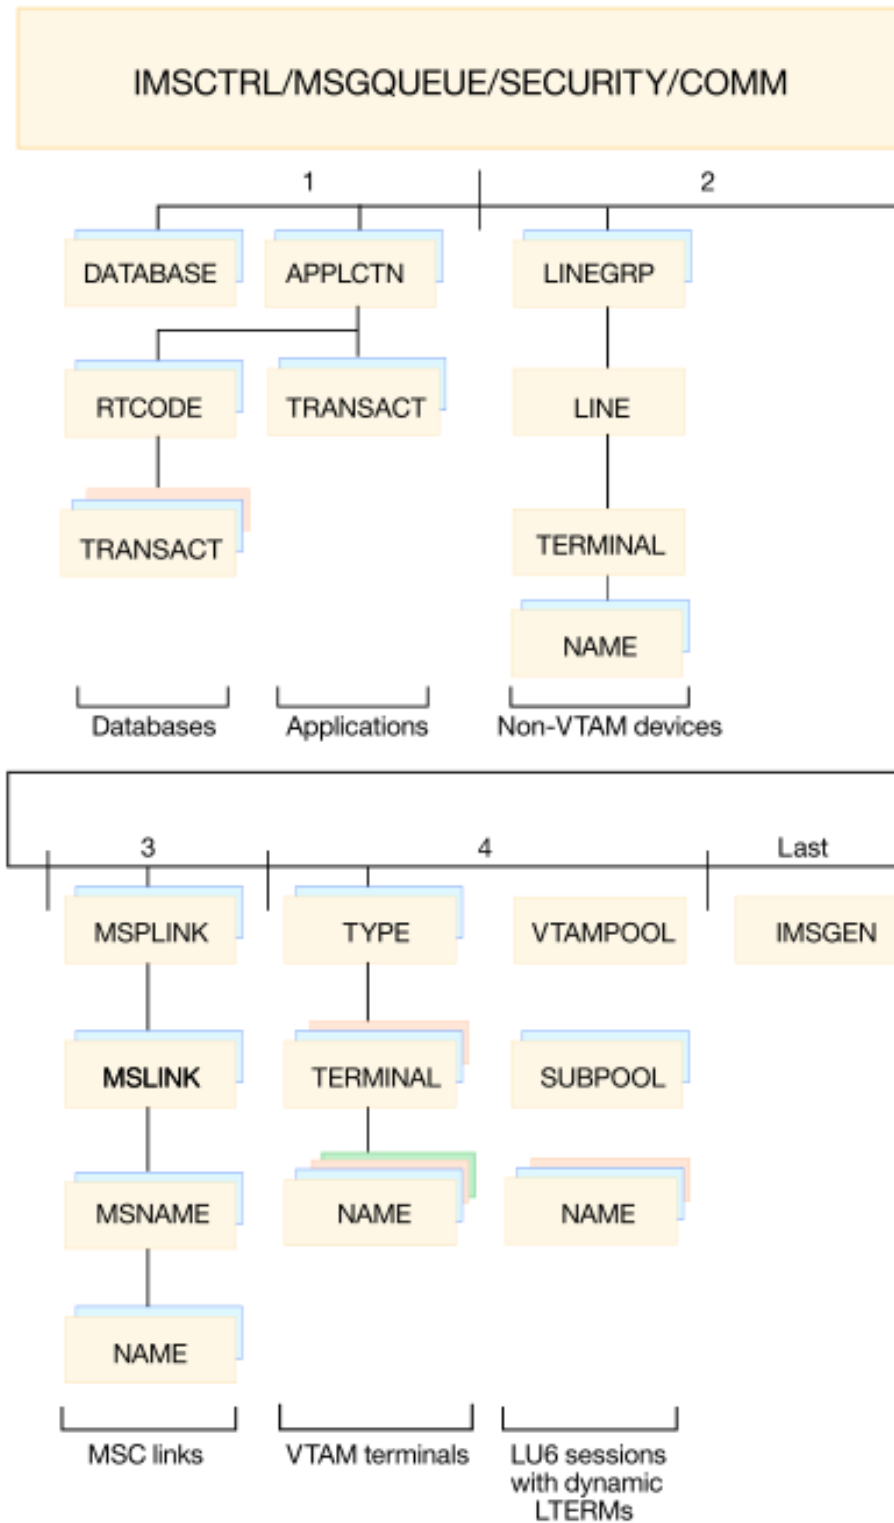 IMSCTRL/MSGQUEUE/SECURITY/COMM
1 2
DATABASE APPLCTN LINEGRP
RTCODE TRANSACT LINE
TRANSACT TERMINAL
NAME
Databases Applications Non-VTAM devices
3 4 Last
MSPLINK TYPE VTAMPOOL IMSGEN
MSLINK TERMINAL SUBPOOL
MSNAME NAME NAME
NAME
MSC links VTAM terminals LU6 sessions
with dynamic
LTERMs